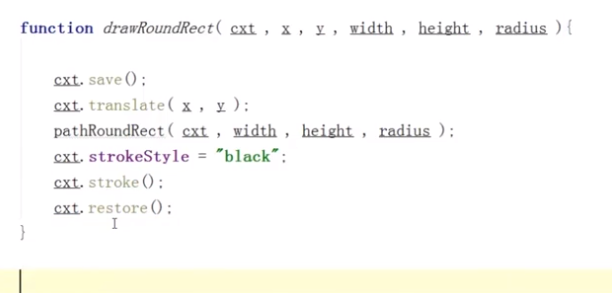 function drawRoundRect( cxt , x , y , width , height , radius ){
cxt.save();
cxt.translate( x , y );
pathRoundRect( cxt , width , height , radius );
cxt.strokeStyle = "black";
cxt.stroke();
cxt.restore();
}